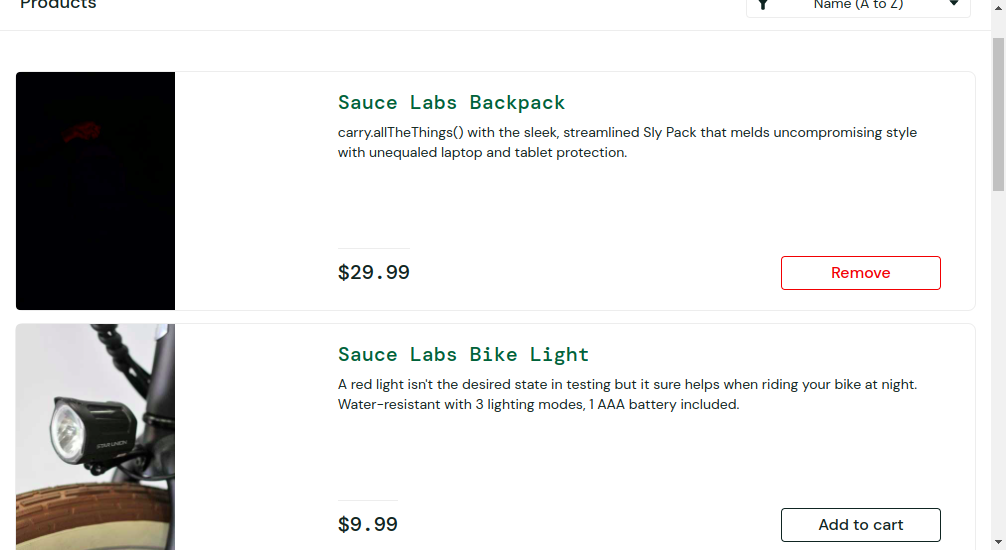 Products
Name (A to Z)
Sauce Labs Backpack
carry.allTheThings() with the sleek, streamlined Sly Pack that melds uncompromising style
with unequaled laptop and tablet protection.
$29.99
Remove
Sauce Labs Bike Light
A red light isn't the desired state in testing but it sure helps when riding your bike at night.
Water-resistant with 3 lighting modes, 1 AAA battery included.
$9.99
Add to cart